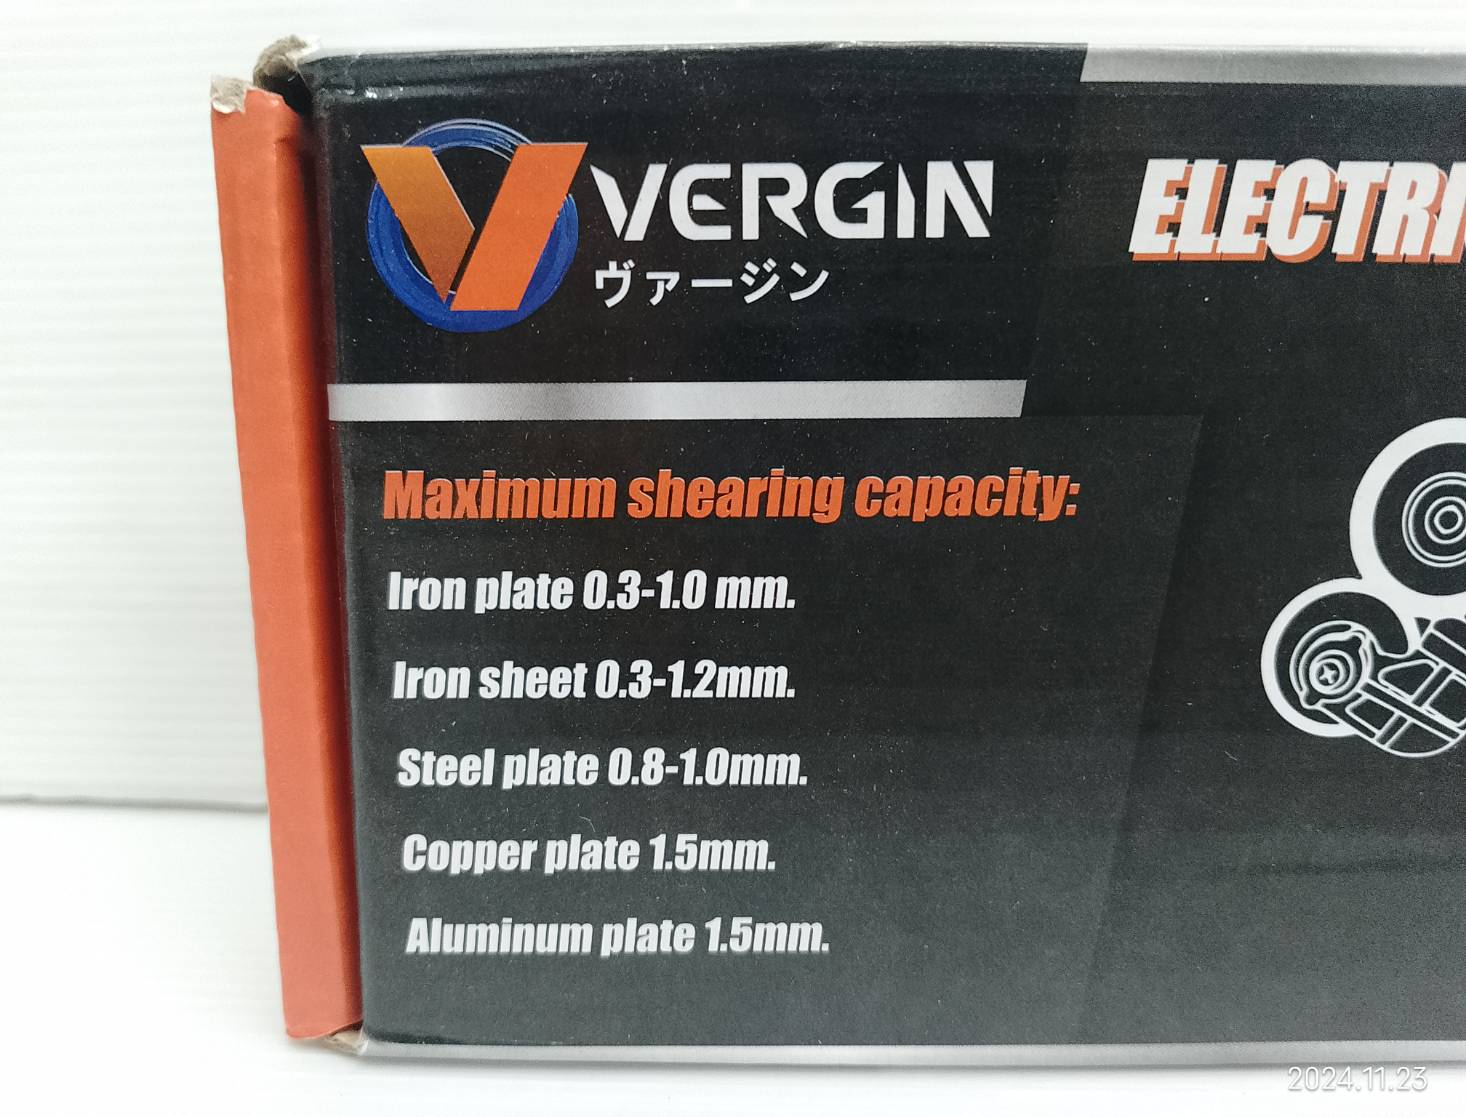 VERGIN
ヴァージン
Maximum shearing capacity:
Iron plate 0.3-1.0 mm.
Iron sheet 0.3-1.2mm.
Steel plate 0.8-1.0mm.
Copper plate 1.5mm.
Aluminum plate 1.5mm.
ELECTRI
2024.11.23